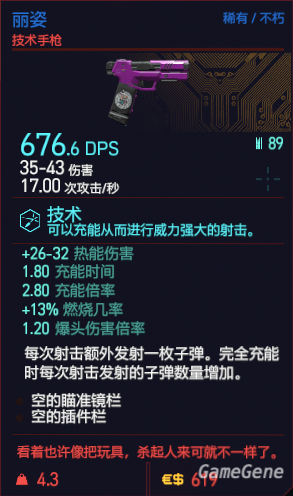 丽姿
稀有 / 不朽
技术手枪
676.6 DPS
89
35-43 伤害
17.00 次攻击/秒
技术
可以充能从而进行威力强大的射击。
+26-32 热能伤害
1.80 充能时间
2.80 充能倍率
+13% 燃烧几率
1.20 爆头伤害倍率
每次射击额外发射一枚子弹。完全充能
时每次射击发射的子弹数量增加。
空的瞄准镜栏
空的插件栏
看着也许像把玩具，杀起人来可就不一样了。
4.3
€$ 619
GameGene